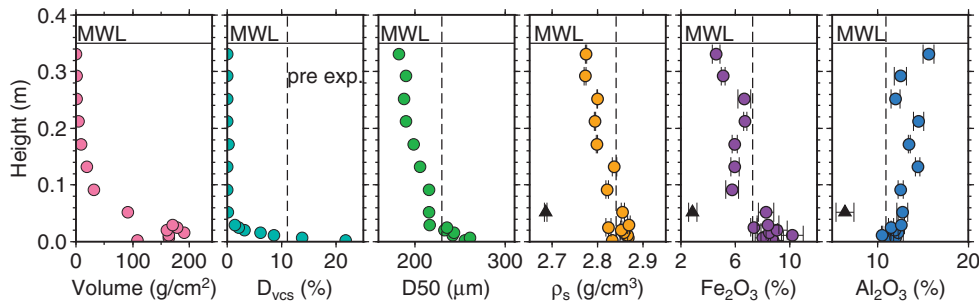 Height (m)
0.4
0.3
0.2
0.1
0.0
MWL
MWL
MWL
MWL
MWL
MWL
pre exp.
0 100 200
0 10 20
200 300
2.7 2.8 2.9
2 6 10
10 20
Volume (g/cm²)
Dvcs (%)
D50 (μm)
ρs (g/cm³)
Fe₂O₃ (%)
Al₂O₃ (%)